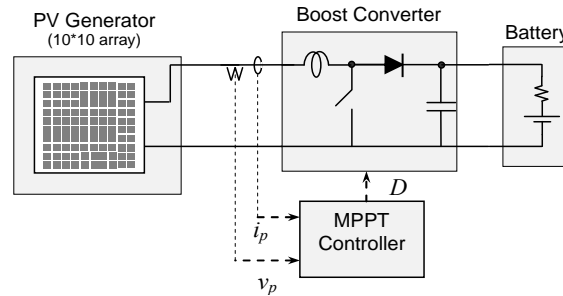 PV Generator
(10*10 array)
Boost Converter
Battery
D
i_p
MPPT
Controller
v_p